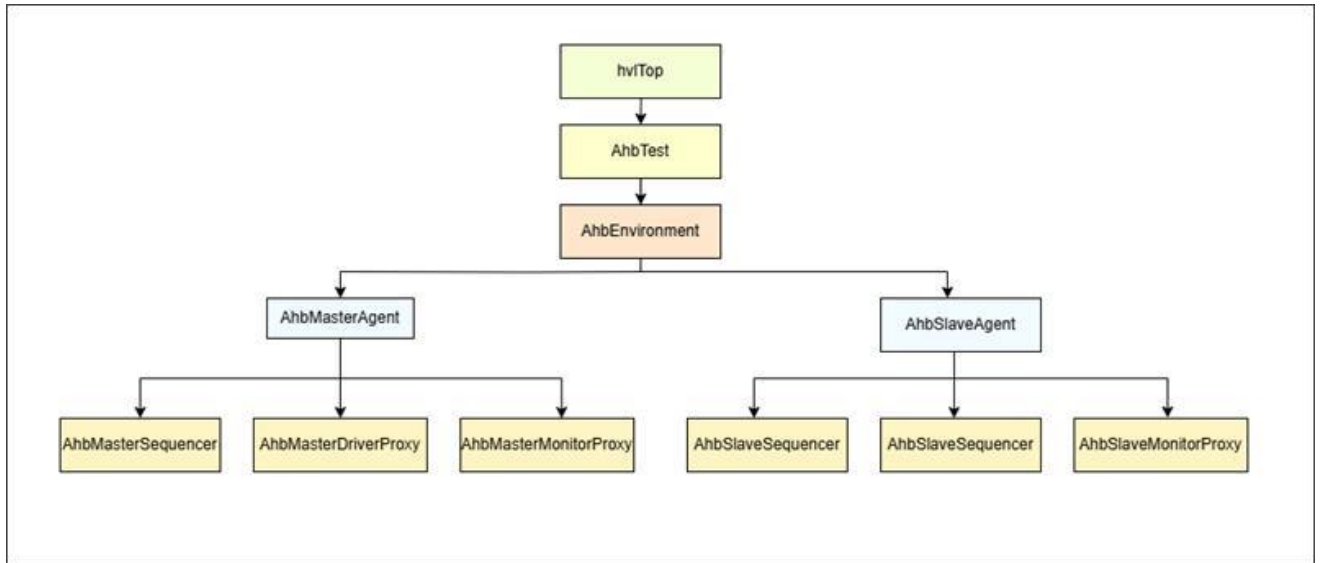 hvlTop
AhbTest
AhbEnvironment
AhbMasterAgent
AhbSlaveAgent
AhbMasterSequencer
AhbMasterDriverProxy
AhbMasterMonitorProxy
AhbSlaveSequencer
AhbSlaveSequencer
AhbSlaveMonitorProxy